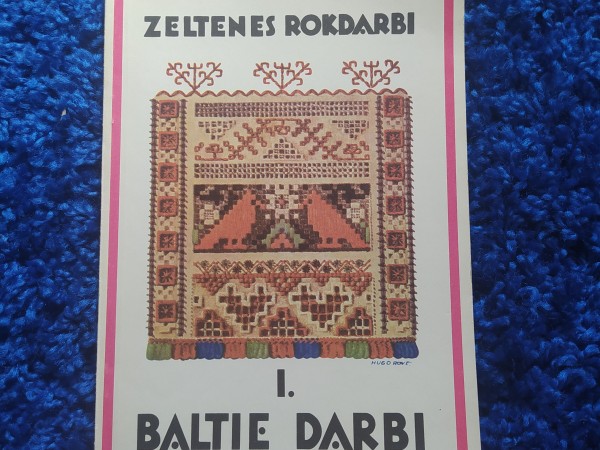 ZELTENES ROKDARBI
I.
BALTIE DARBI